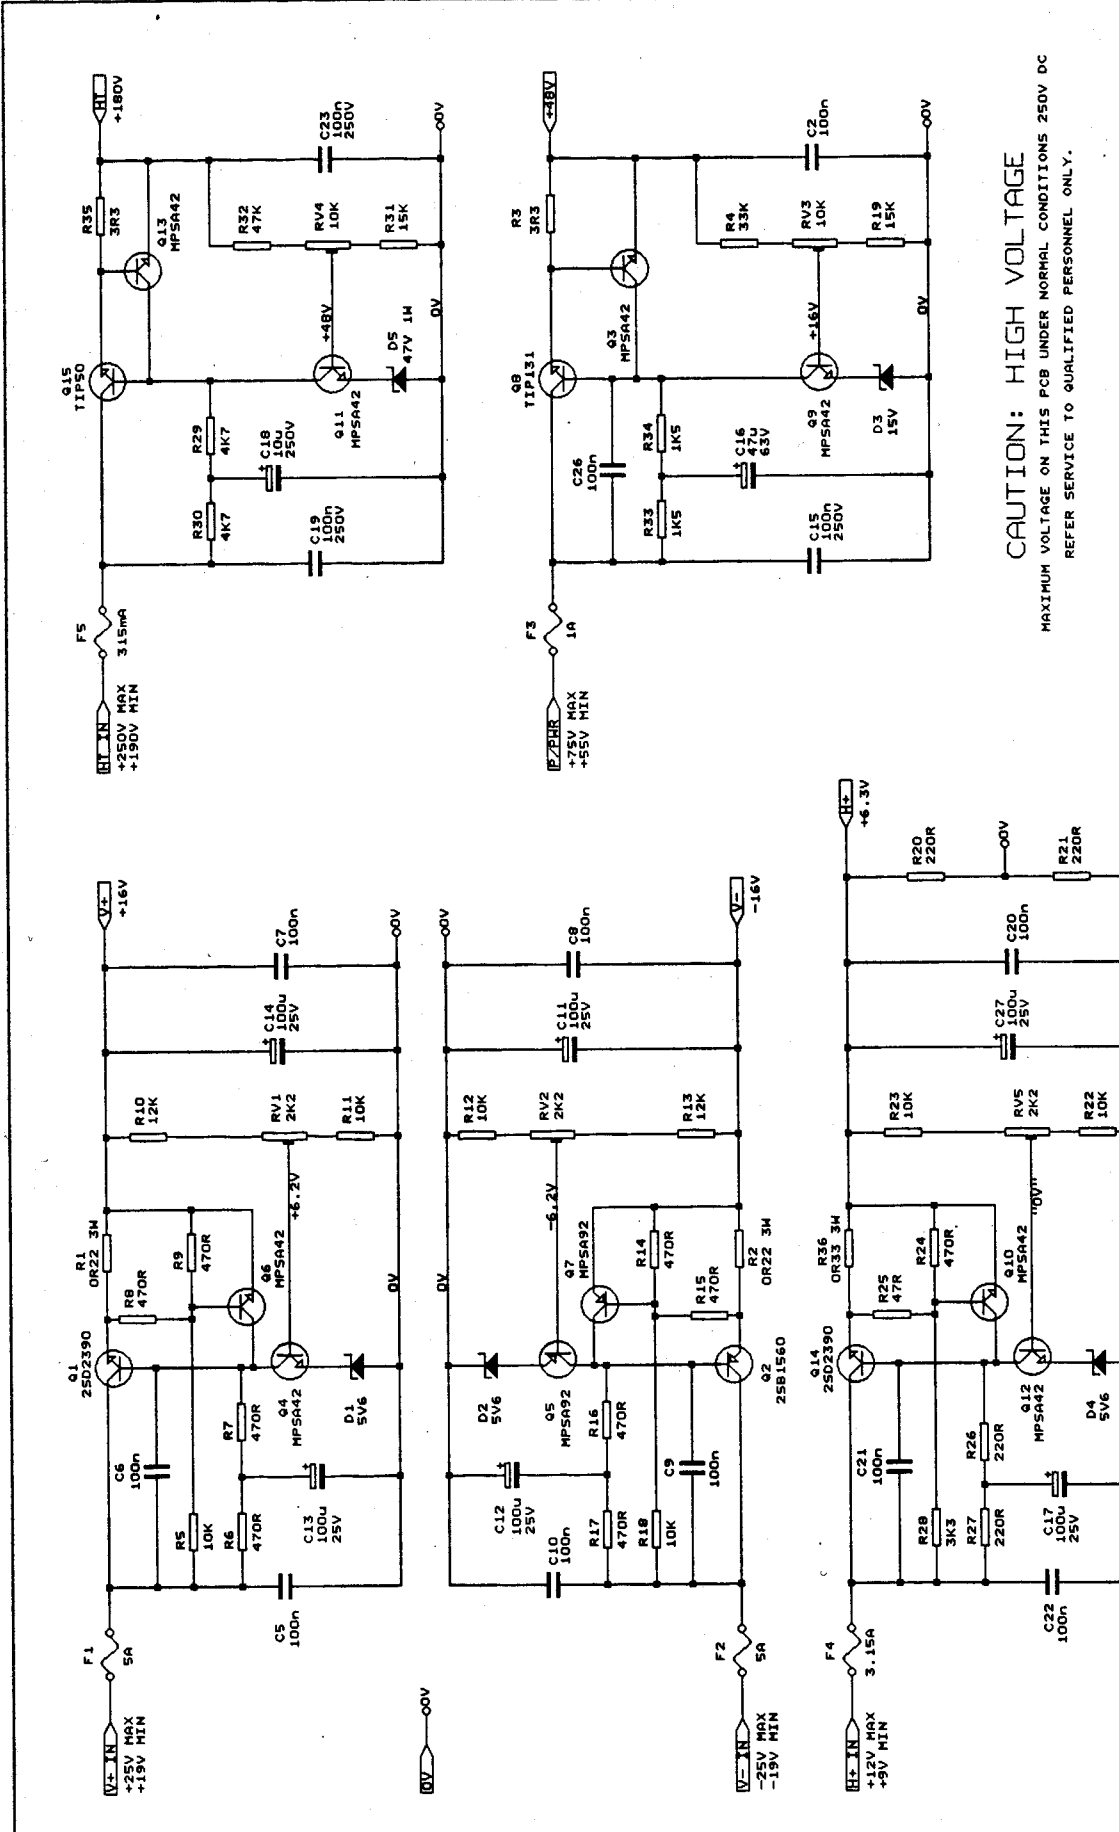 V+ IN
+25V MAX
+19V MIN
F1
5A
C5
100n
R5
10K
R6
470R
C6
100n
C13
100u
25V
R7
470R
Q1
2SD2390
Q4
MPSA42
D1
5V6
R8
470R
R9
470R
Q6
MPSA42
R1
0R22 3W
+6.2V
0V
R10
12K
RV1
2K2
R11
10K
C14
100u
25V
C7
100n
V+
+16V
0V
HT IN
+250V MAX
+190V MIN
F5
315mA
R30
4K7
C19
100n
250V
R29
4K7
C18
10u
250V
Q15
TIP50
Q11
MPSA42
D5
47V 1W
+48V
Q13
MPSA42
R35
3R3
R32
47K
RV4
10K
R31
15K
0V
C23
100n
250V
HT
+180V
0V
0V
0V
V- IN
-25V MAX
-19V MIN
F2
5A
C10
100n
C12
100u
25V
R17
470R
R18
10K
C9
100n
R16
470R
D2
5V6
Q5
MPSA92
Q2
2SB1560
Q7
MPSA92
-6.2V
0V
R14
470R
R15
470R
R2
0R22 3W
R12
10K
RV2
2K2
R13
12K
C11
100u
25V
C8
100n
0V
V-
-16V
P/PWR
+75V MAX
+55V MIN
F3
1A
C26
100n
R33
1K5
R34
1K5
C15
100n
250V
C16
47u
63V
Q8
TIP131
Q9
MPSA42
D3
15V
+16V
Q3
MPSA42
R3
3R3
R4
33K
RV3
10K
R19
15K
0V
C2
100n
+48V
0V
H+ IN
+12V MAX
+9V MIN
F4
3.15A
C22
100n
C21
100n
R28
3K3
R27
220R
R26
220R
C17
100u
25V
Q14
2SD2390
Q12
MPSA42
D4
5V6
R25
47R
R24
470R
Q10
MPSA42
R36
0R33 3W
"0V"
R23
10K
RV5
2K2
R22
10K
C27
100u
25V
C20
100n
R20
220R
0V
R21
220R
H+
+6.3V
CAUTION: HIGH VOLTAGE
MAXIMUM VOLTAGE ON THIS PCB UNDER NORMAL CONDITIONS 250V DC
REFER SERVICE TO QUALIFIED PERSONNEL ONLY.